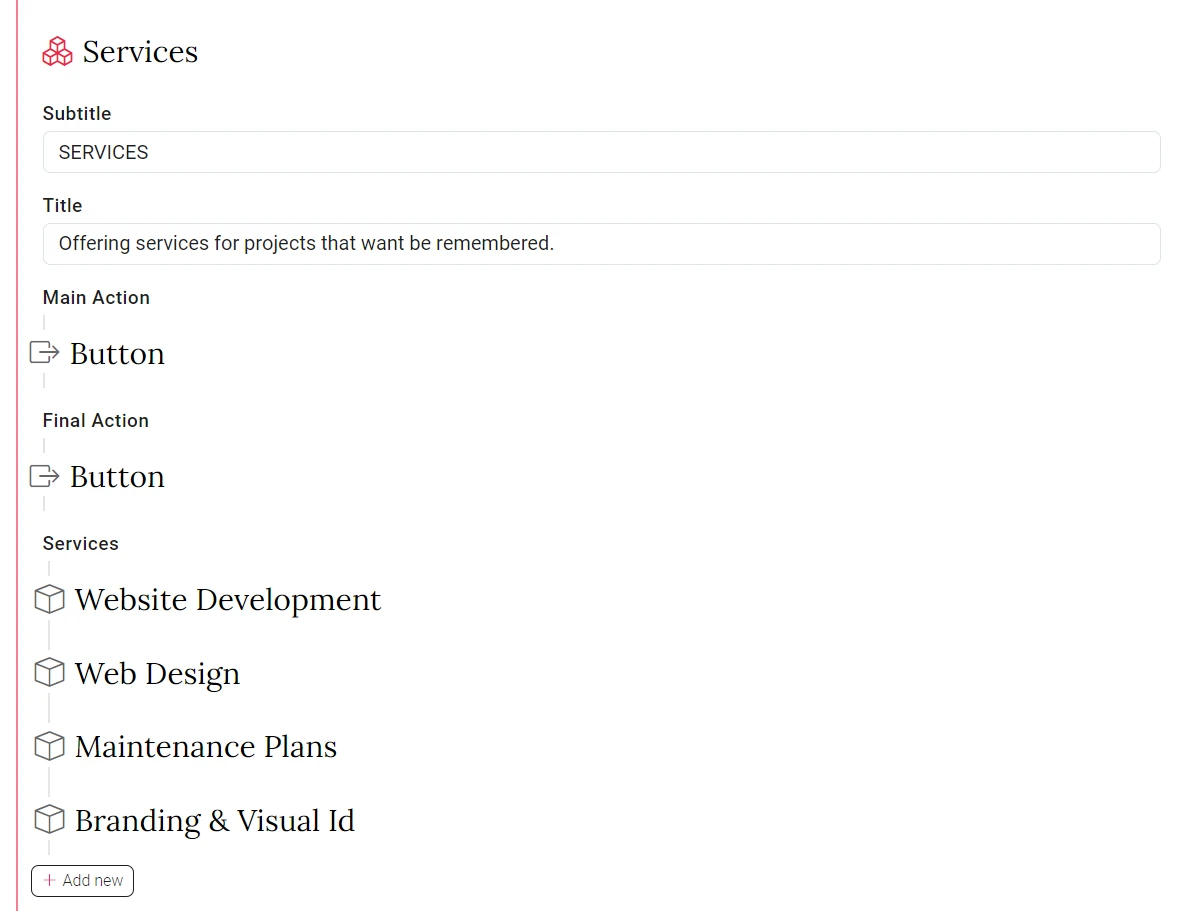 Services
Subtitle
SERVICES
Title
Offering services for projects that want be remembered.
Main Action
Button
Final Action
Button
Services
Website Development
Web Design
Maintenance Plans
Branding & Visual Id
+ Add new